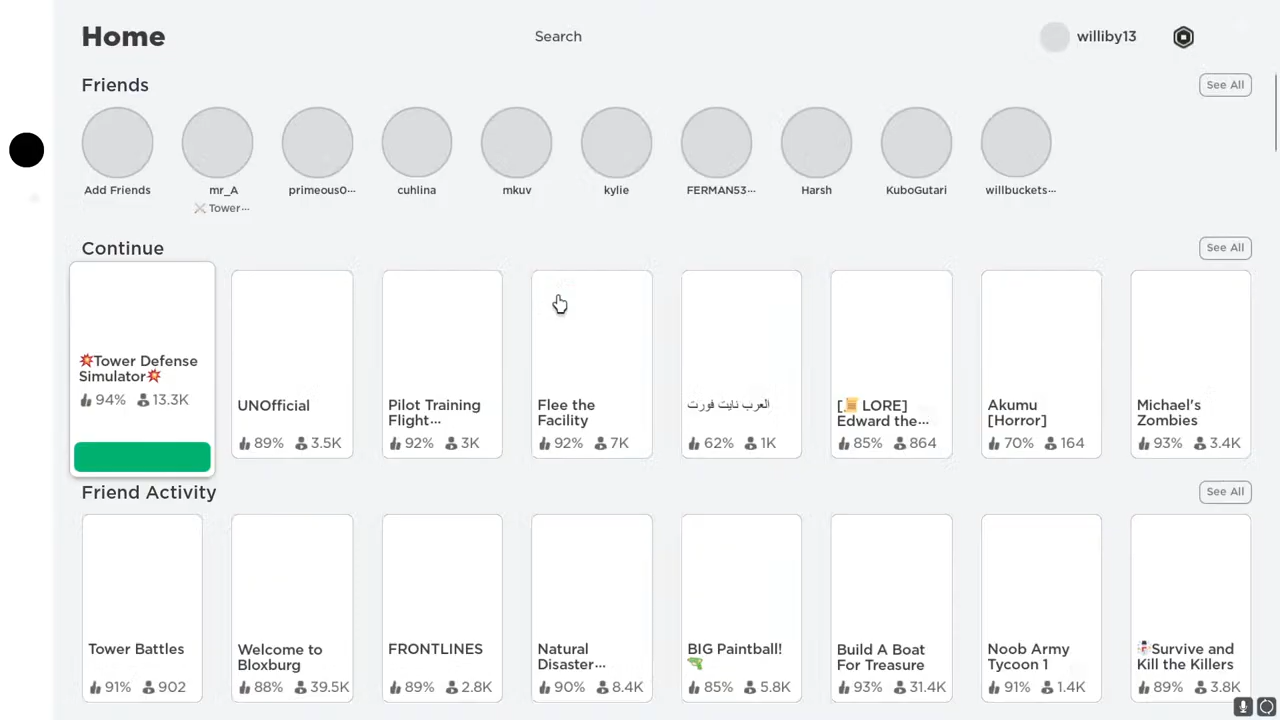 Home
Search
williby13
Friends
See All
Add Friends
mr_A
primeous0...
cuhlina
mkuv
kylie
FERMAN53...
Harsh
KuboGutari
willbuckets...
⚔️ Tower...
Continue
See All
💥Tower Defense
Simulator💥
94% 13.3K
UNOfficial
89% 3.5K
Pilot Training
Flight...
92% 3K
Flee the
Facility
92% 7K
العرب نايت فورت
62% 1K
[📜 LORE]
Edward the...
85% 864
Akumu
[Horror]
70% 164
Michael's
Zombies
93% 3.4K
Friend Activity
See All
Tower Battles
91% 902
Welcome to
Bloxburg
88% 39.5K
FRONTLINES
89% 2.8K
Natural
Disaster...
90% 8.4K
BIG Paintball!
🔫
85% 5.8K
Build A Boat
For Treasure
93% 31.4K
Noob Army
Tycoon 1
91% 1.4K
⛄Survive and
Kill the Killers
89% 3.8K